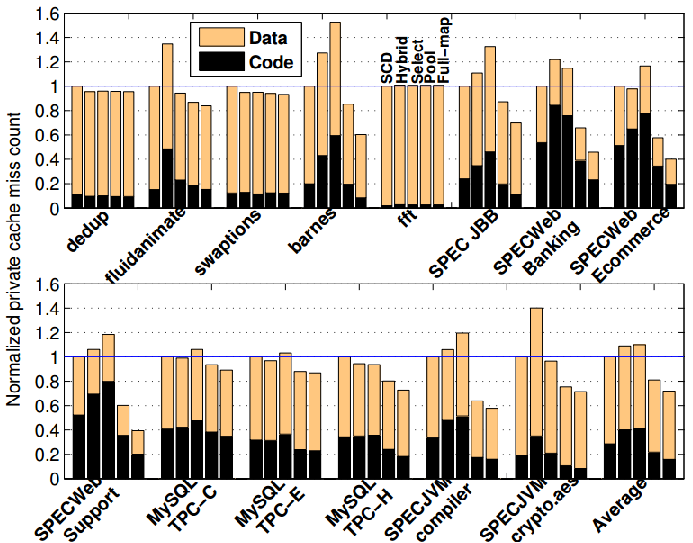 Normalized private cache miss count
1.6
1.4
1.2
1
0.8
0.6
0.4
0.2
0
Data
Code
SCD
Hybrid
Select
Pool
Full-map
dedup
fluidanimate
swaptions
barnes
fft
SPEC JBB
SPECWeb
Banking
SPECWeb
Ecommerce
1.6
1.4
1.2
1
0.8
0.6
0.4
0.2
0
SPECWeb
Support
MySQL
TPC-C
MySQL
TPC-E
MySQL
TPC-H
SPECJVM
compiler
SPECJVM
crypto.aes
Average